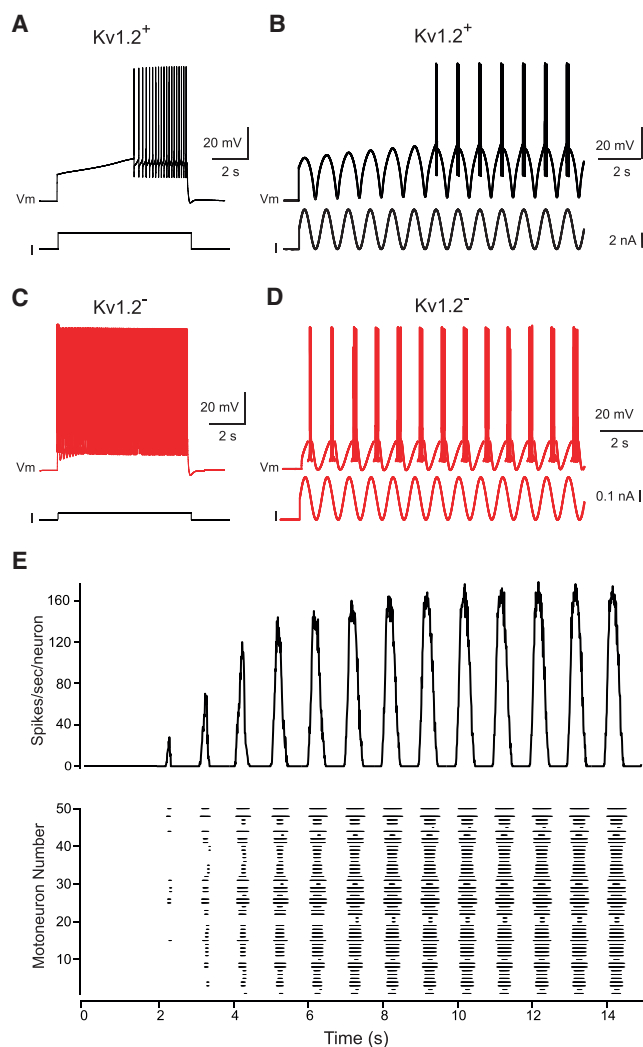 A
Kv1.2+
20 mV
2 s
Vm
I
B
Kv1.2+
20 mV
2 s
2 nA
I
C
Kv1.2-
20 mV
2 s
Vm
I
D
Kv1.2-
20 mV
2 s
Vm
0.1 nA
I
E
Spikes/sec/neuron
160
120
80
40
0
Motoneuron Number
50
40
30
20
10
0 2 4 6 8 10 12 14
Time (s)